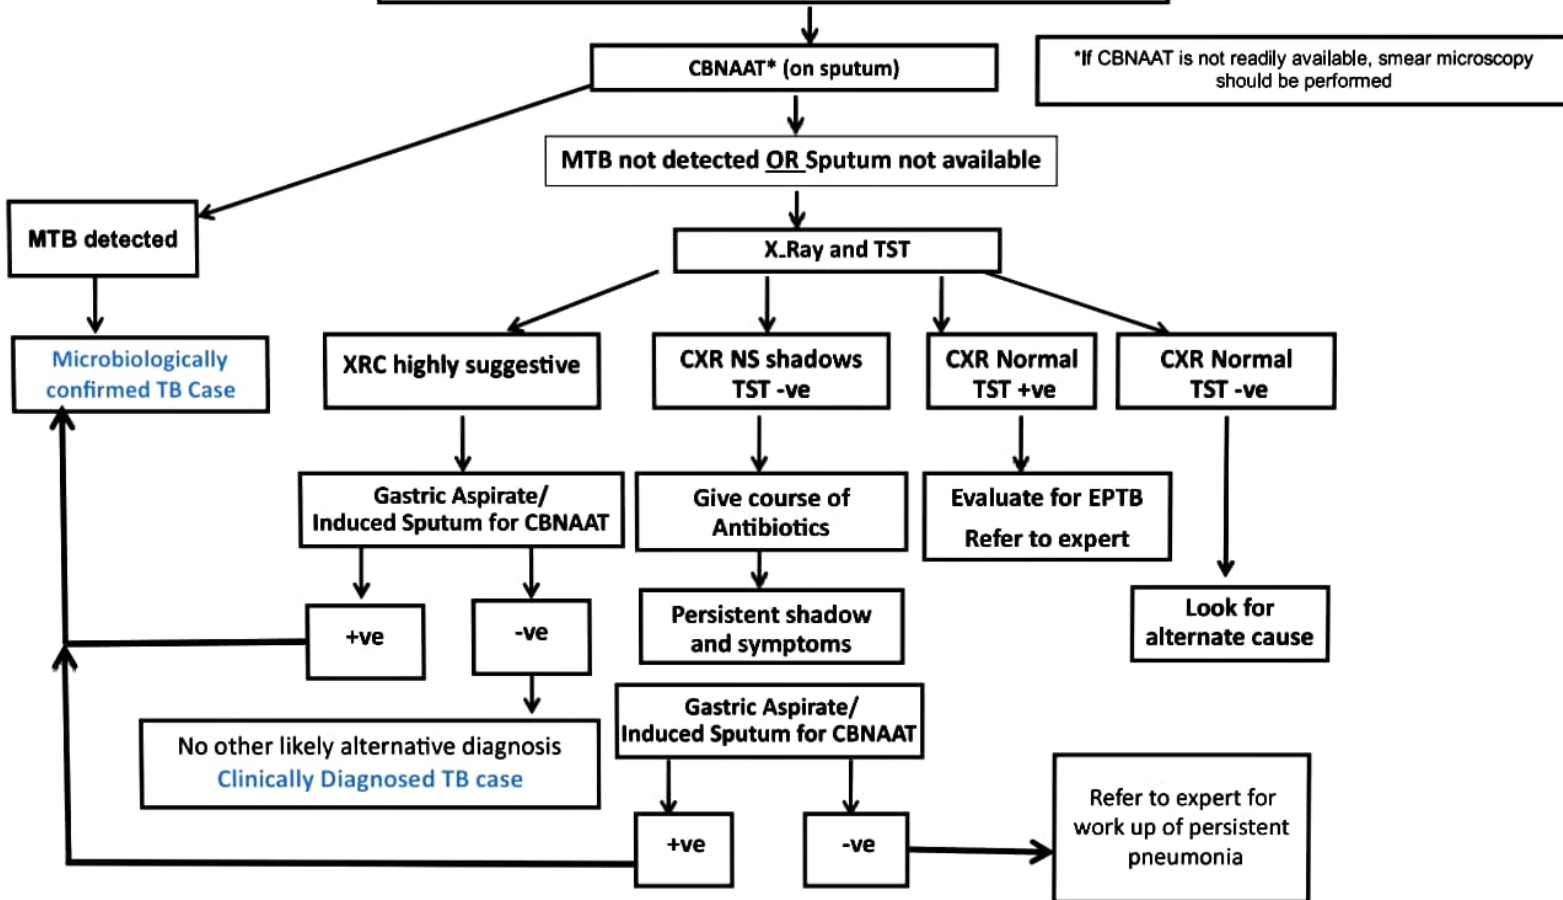 CBNAAT* (on sputum)
*If CBNAAT is not readily available, smear microscopy
should be performed
MTB not detected OR Sputum not available
MTB detected
X-Ray and TST
Microbiologically
confirmed TB Case
XRC highly suggestive
CXR NS shadows
TST -ve
CXR Normal
TST +ve
CXR Normal
TST -ve
Gastric Aspirate/
Induced Sputum for CBNAAT
Give course of
Antibiotics
Evaluate for EPTB
Refer to expert
+ve
-ve
Persistent shadow
and symptoms
Look for
alternate cause
No other likely alternative diagnosis
Clinically Diagnosed TB case
Gastric Aspirate/
Induced Sputum for CBNAAT
+ve
-ve
Refer to expert for
work up of persistent
pneumonia